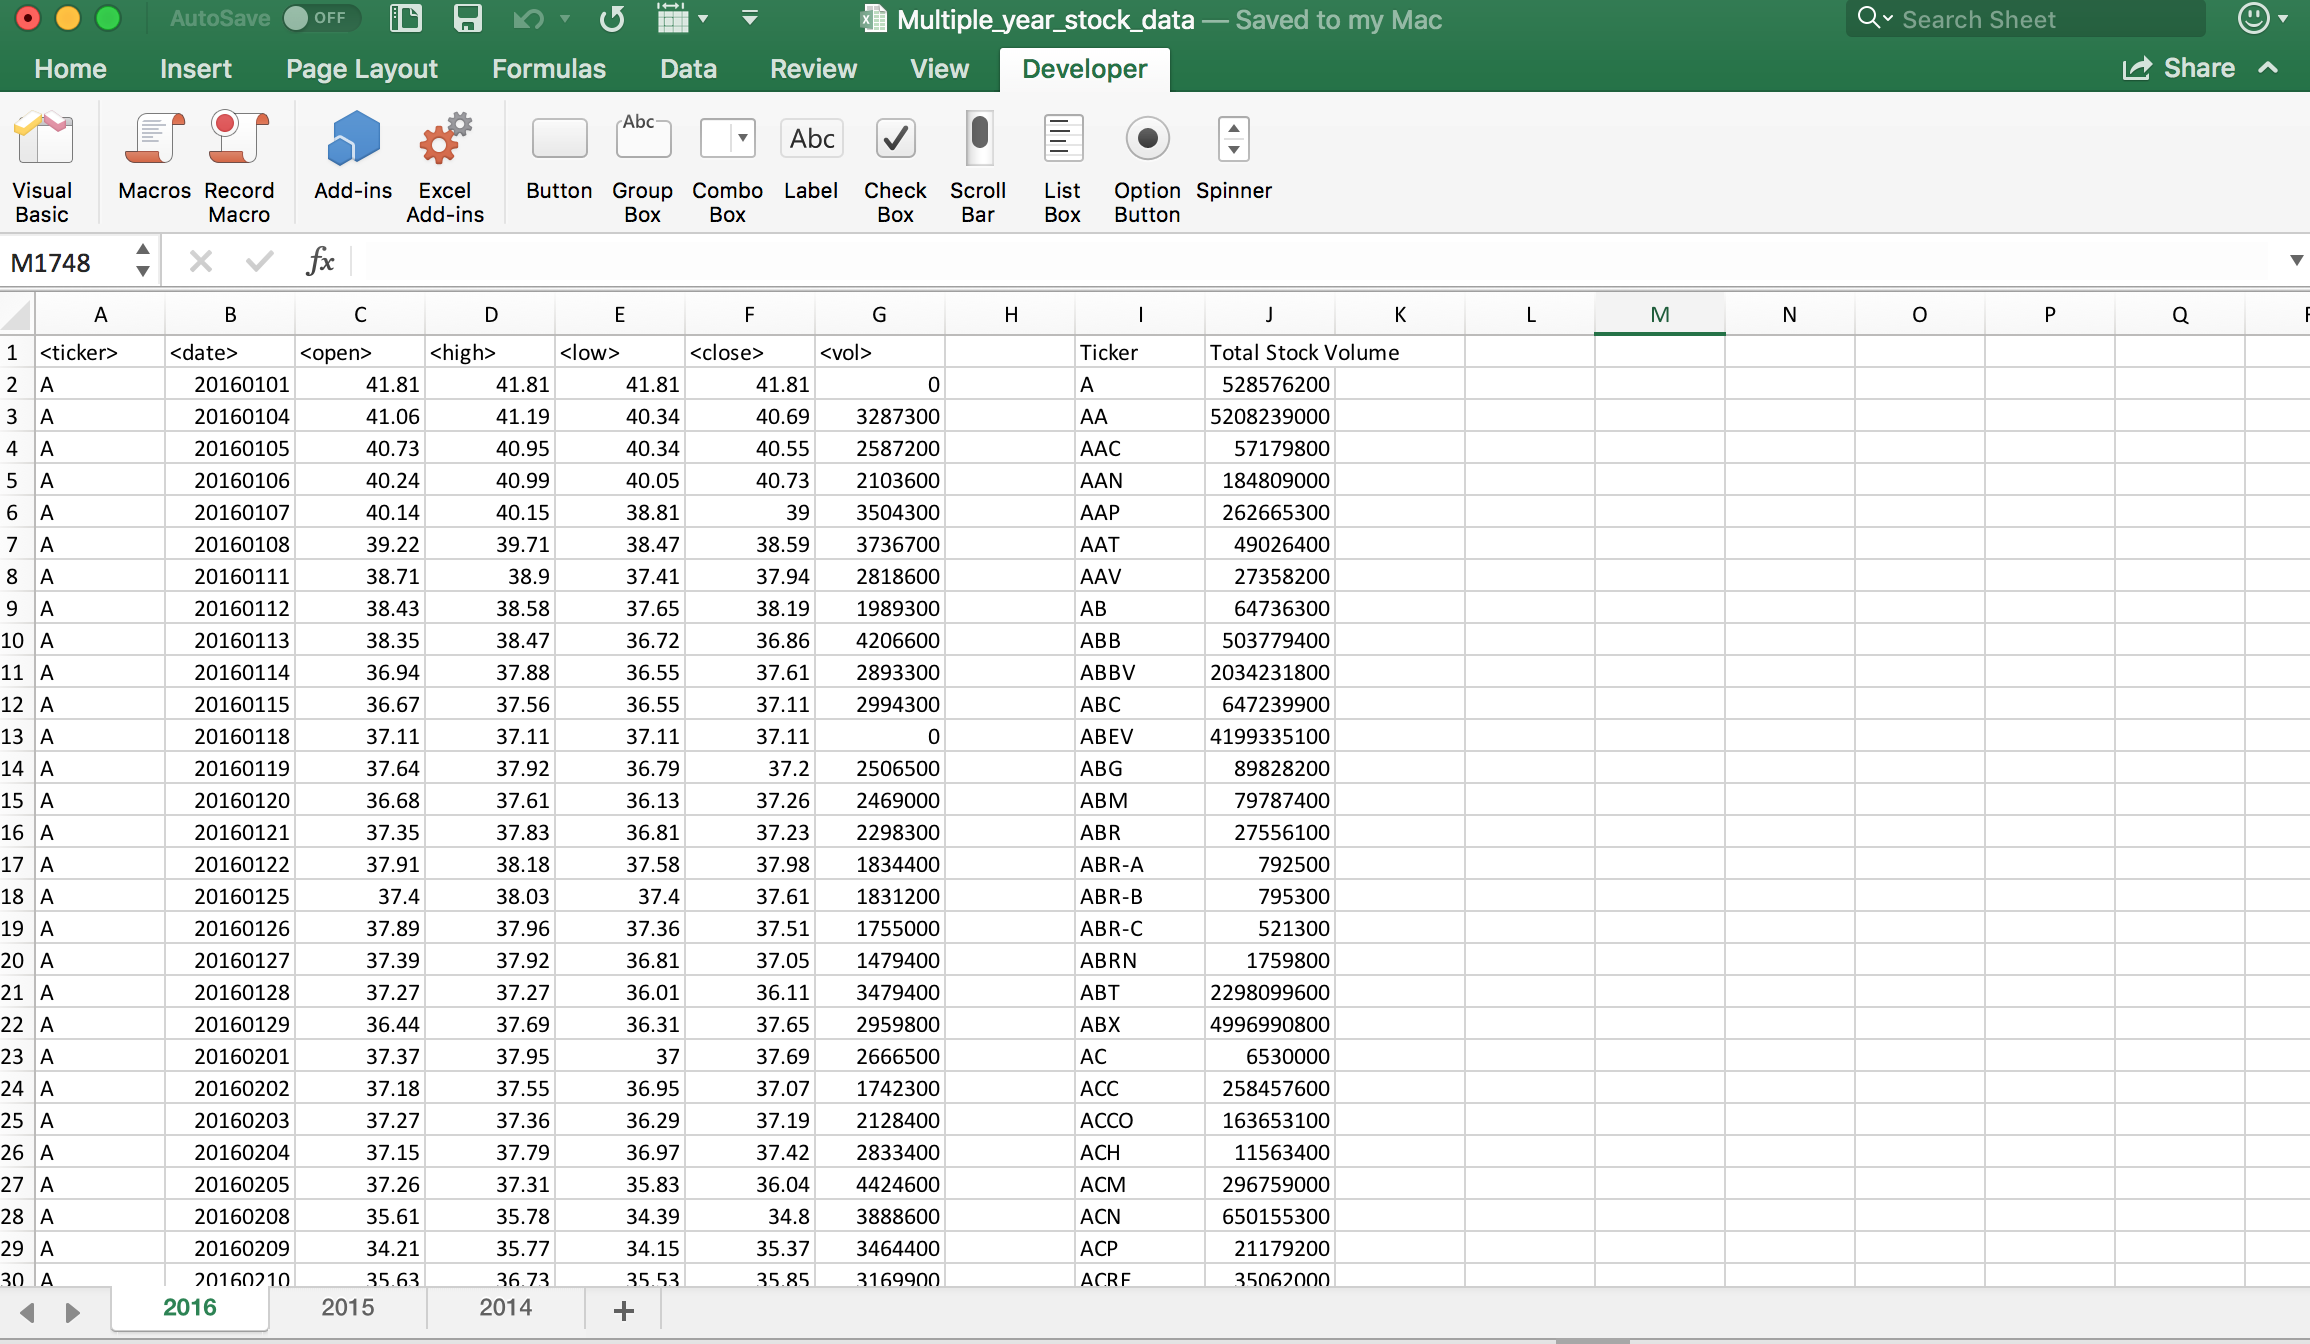 AutoSave OFF Multiple_year_stock_data — Saved to my Mac Search Sheet
Home Insert Page Layout Formulas Data Review View Developer Share
Visual Basic Macros Record Macro Add-ins Excel Add-ins Button Abc Group Box Combo Box Abc Label Check Box Scroll Bar List Box Option Button Spinner
M1748 fx
A B C D E F G H I J K L M N O P Q
1 <ticker> <date> <open> <high> <low> <close> <vol> Ticker Total Stock Volume
2 A 20160101 41.81 41.81 41.81 41.81 0 A 528576200
3 A 20160104 41.06 41.19 40.34 40.69 3287300 AA 5208239000
4 A 20160105 40.73 40.95 40.34 40.55 2587200 AAC 57179800
5 A 20160106 40.24 40.99 40.05 40.73 2103600 AAN 184809000
6 A 20160107 40.14 40.15 38.81 39 3504300 AAP 262665300
7 A 20160108 39.22 39.71 38.47 38.59 3736700 AAT 49026400
8 A 20160111 38.71 38.9 37.41 37.94 2818600 AAV 27358200
9 A 20160112 38.43 38.58 37.65 38.19 1989300 AB 64736300
10 A 20160113 38.35 38.47 36.72 36.86 4206600 ABB 503779400
11 A 20160114 36.94 37.88 36.55 37.61 2893300 ABBV 2034231800
12 A 20160115 36.67 37.56 36.55 37.11 2994300 ABC 647239900
13 A 20160118 37.11 37.11 37.11 37.11 0 ABEV 4199335100
14 A 20160119 37.64 37.92 36.79 37.2 2506500 ABG 89828200
15 A 20160120 36.68 37.61 36.13 37.26 2469000 ABM 79787400
16 A 20160121 37.35 37.83 36.81 37.23 2298300 ABR 27556100
17 A 20160122 37.91 38.18 37.58 37.98 1834400 ABR-A 792500
18 A 20160125 37.4 38.03 37.4 37.61 1831200 ABR-B 795300
19 A 20160126 37.89 37.96 37.36 37.51 1755000 ABR-C 521300
20 A 20160127 37.39 37.92 36.81 37.05 1479400 ABRN 1759800
21 A 20160128 37.27 37.27 36.01 36.11 3479400 ABT 2298099600
22 A 20160129 36.44 37.69 36.31 37.65 2959800 ABX 4996990800
23 A 20160201 37.37 37.95 37 37.69 2666500 AC 6530000
24 A 20160202 37.18 37.55 36.95 37.07 1742300 ACC 258457600
25 A 20160203 37.27 37.36 36.29 37.19 2128400 ACCO 163653100
26 A 20160204 37.15 37.79 36.97 37.42 2833400 ACH 11563400
27 A 20160205 37.26 37.31 35.83 36.04 4424600 ACM 296759000
28 A 20160208 35.61 35.78 34.39 34.8 3888600 ACN 650155300
29 A 20160209 34.21 35.77 34.15 35.37 3464400 ACP 21179200
30 A 20160210 35.63 36.73 35.53 35.85 3169900 ACRE 35062000
2016 2015 2014